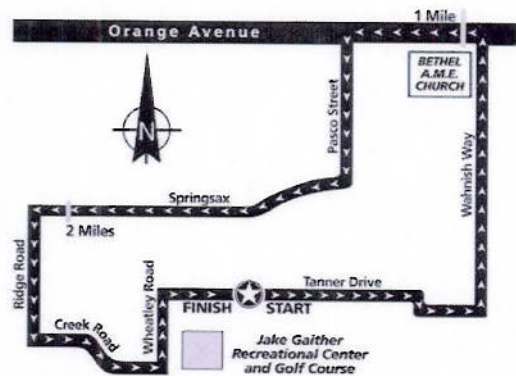 1 Mile
Orange Avenue
BETHEL
A.M.E.
CHURCH
Pasco Street
Wahnish Way
N
Springsax
2 Miles
Ridge Road
Wheatley Road
Tanner Drive
FINISH
START
Creek Road
Jake Gaither
Recreational Center
and Golf Course